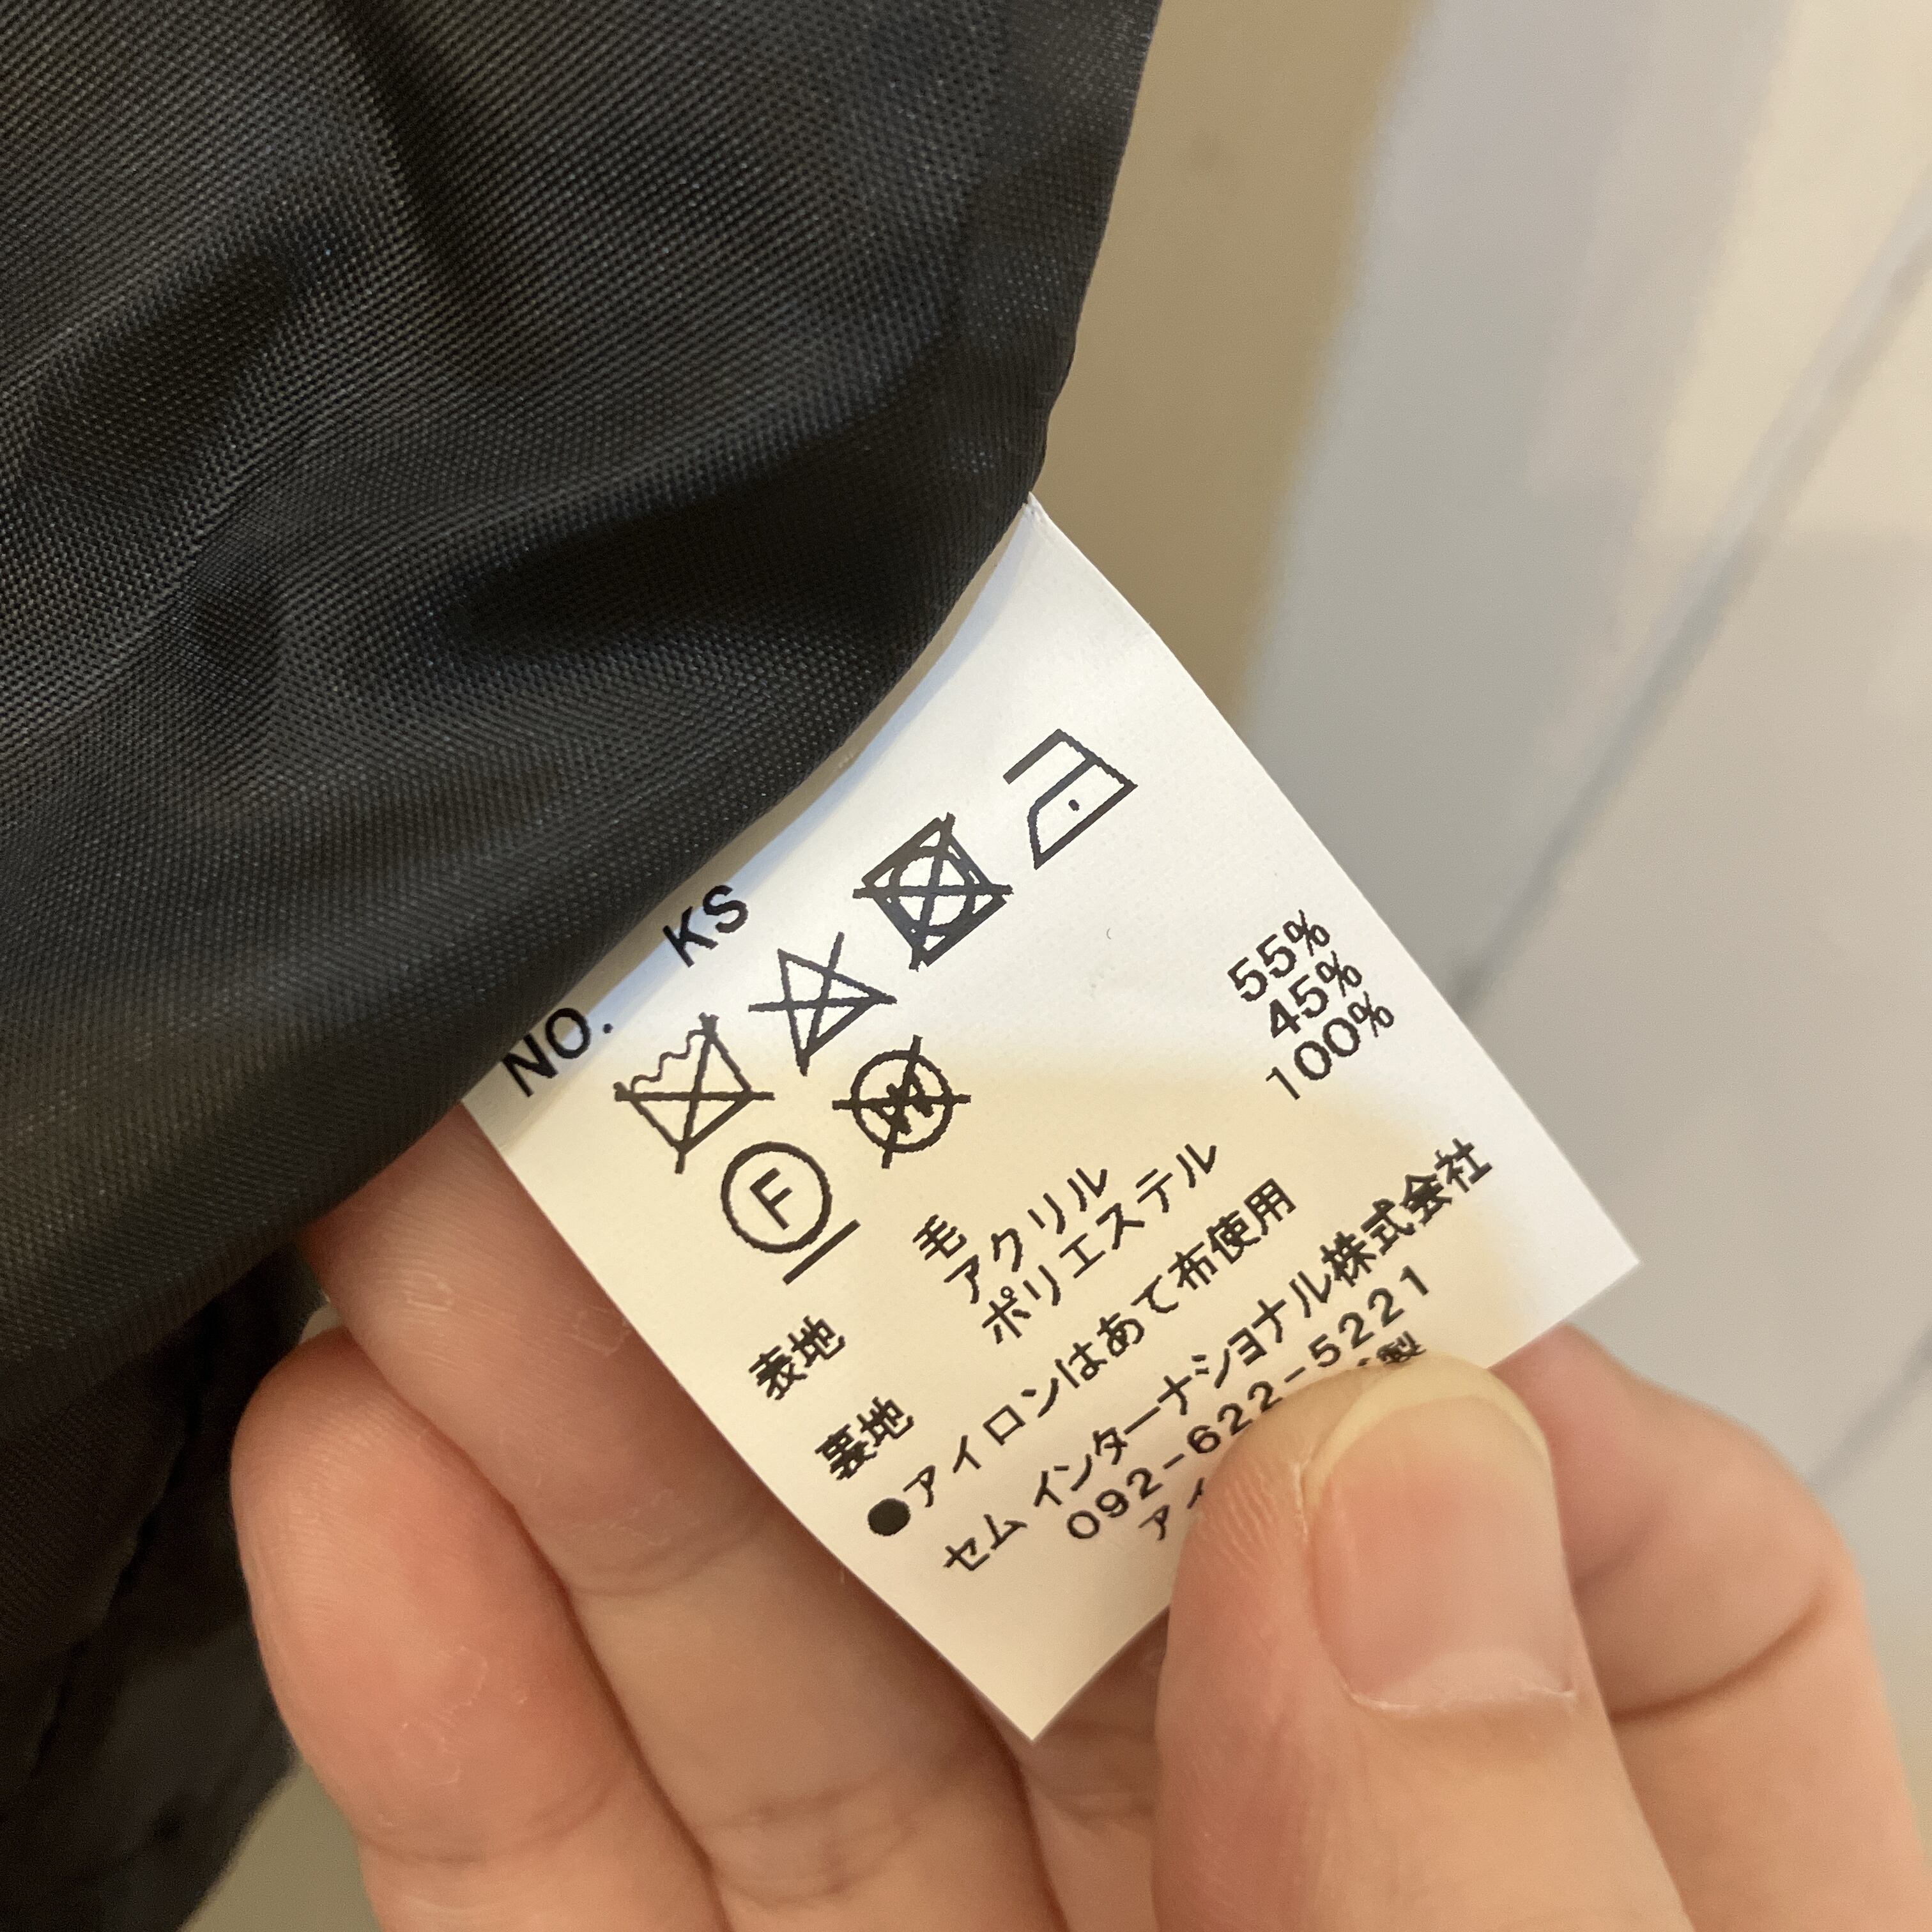 NO. KS
F
W
表地 毛 55%
アクリル 45%
裏地 ポリエステル 100%
●アイロンはあて布使用
セム インターナショナル株式会社
092-622-5221
製